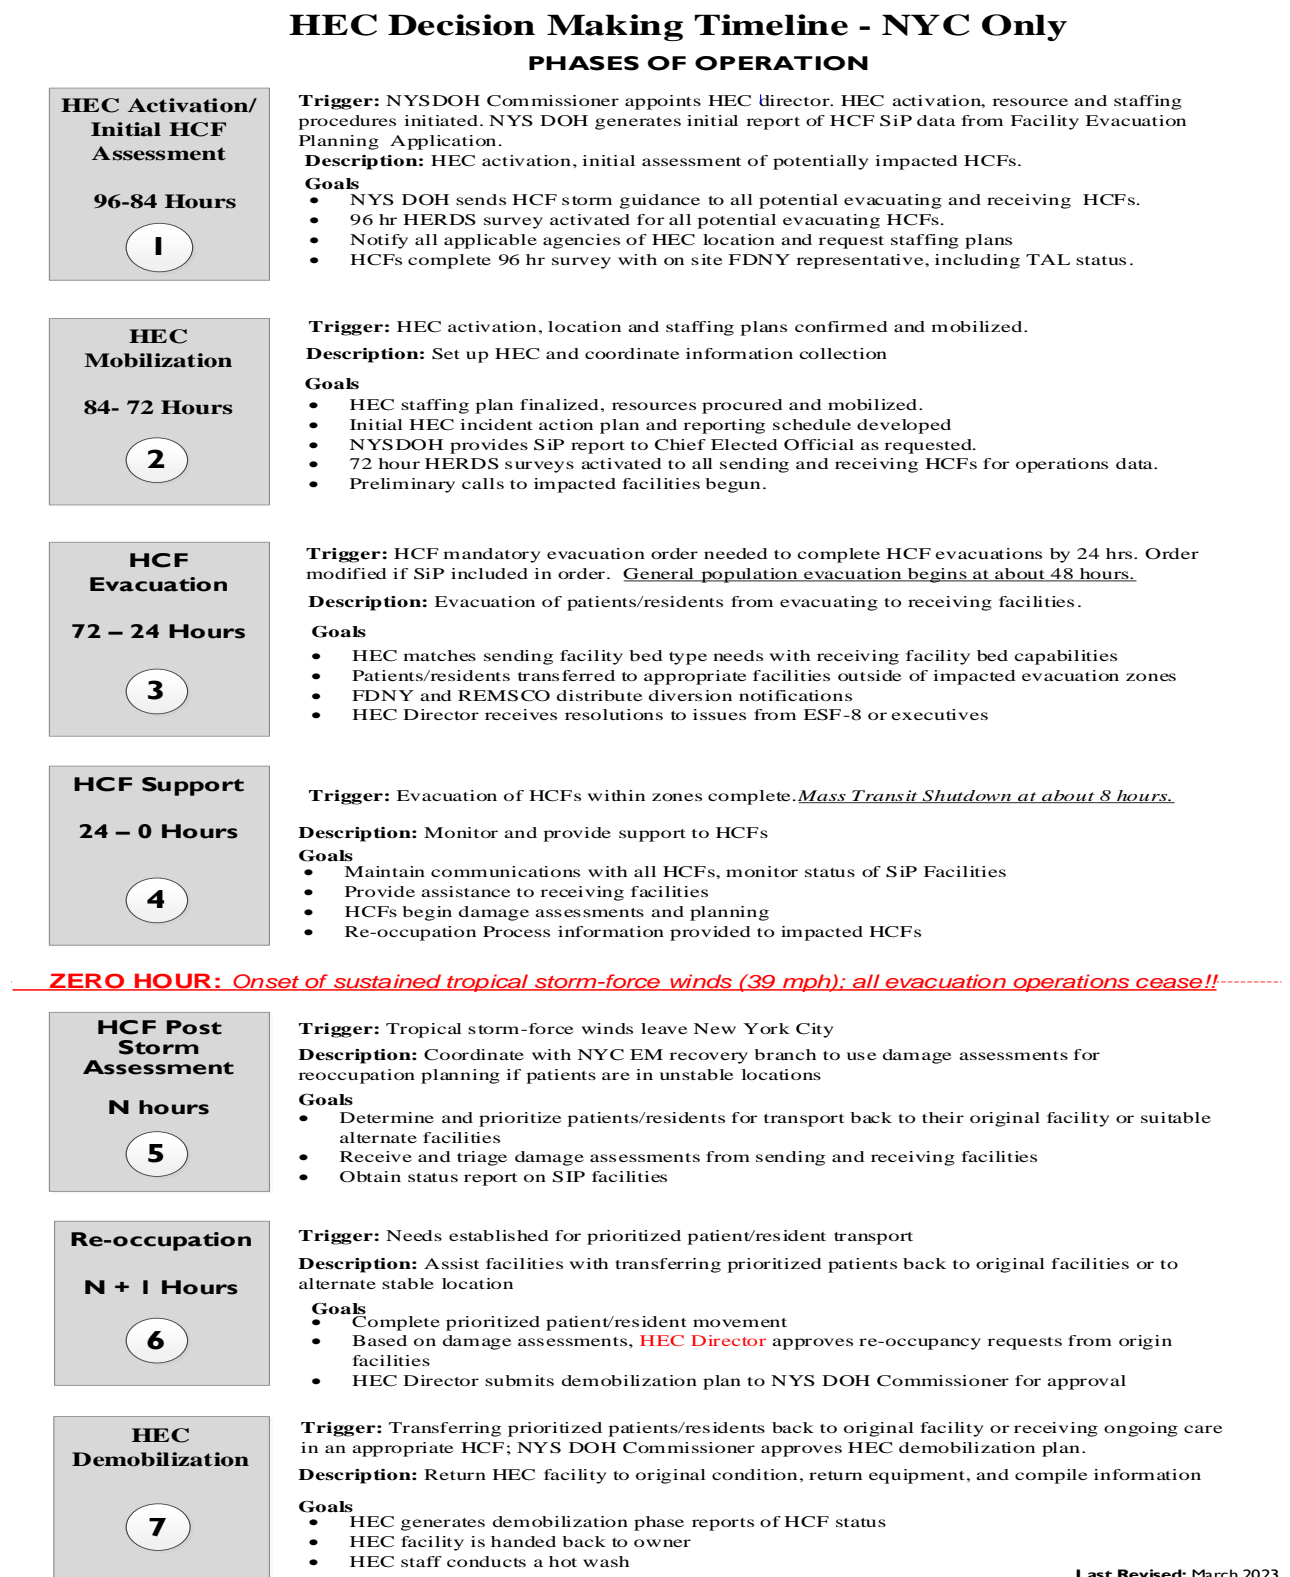 HEC Decision Making Timeline - NYC Only
PHASES OF OPERATION
HEC Activation/
Initial HCF
Assessment
96-84 Hours
1
Trigger: NYSDOH Commissioner appoints HEC director. HEC activation, resource and staffing
procedures initiated. NYS DOH generates initial report of HCF SiP data from Facility Evacuation
Planning Application.
Description: HEC activation, initial assessment of potentially impacted HCFs.
Goals
• NYS DOH sends HCF storm guidance to all potential evacuating and receiving HCFs.
• 96 hr HERDS survey activated for all potential evacuating HCFs.
• Notify all applicable agencies of HEC location and request staffing plans
• HCFs complete 96 hr survey with on site FDNY representative, including TAL status.
HEC
Mobilization
84- 72 Hours
2
Trigger: HEC activation, location and staffing plans confirmed and mobilized.
Description: Set up HEC and coordinate information collection
Goals
• HEC staffing plan finalized, resources procured and mobilized.
• Initial HEC incident action plan and reporting schedule developed
• NYSDOH provides SiP report to Chief Elected Official as requested.
• 72 hour HERDS surveys activated to all sending and receiving HCFs for operations data.
• Preliminary calls to impacted facilities begun.
HCF
Evacuation
72 – 24 Hours
3
Trigger: HCF mandatory evacuation order needed to complete HCF evacuations by 24 hrs. Order
modified if SiP included in order. General population evacuation begins at about 48 hours.
Description: Evacuation of patients/residents from evacuating to receiving facilities.
Goals
• HEC matches sending facility bed type needs with receiving facility bed capabilities
• Patients/residents transferred to appropriate facilities outside of impacted evacuation zones
• FDNY and REMSCO distribute diversion notifications
• HEC Director receives resolutions to issues from ESF-8 or executives
HCF Support
24 – 0 Hours
4
Trigger: Evacuation of HCFs within zones complete.Mass Transit Shutdown at about 8 hours.
Description: Monitor and provide support to HCFs
Goals
• Maintain communications with all HCFs, monitor status of SiP Facilities
• Provide assistance to receiving facilities
• HCFs begin damage assessments and planning
• Re-occupation Process information provided to impacted HCFs
ZERO HOUR: Onset of sustained tropical storm-force winds (39 mph); all evacuation operations cease!!
HCF Post
Storm
Assessment
N hours
5
Trigger: Tropical storm-force winds leave New York City
Description: Coordinate with NYC EM recovery branch to use damage assessments for
reoccupation planning if patients are in unstable locations
Goals
• Determine and prioritize patients/residents for transport back to their original facility or suitable
alternate facilities
• Receive and triage damage assessments from sending and receiving facilities
• Obtain status report on SIP facilities
Re-occupation
N + 1 Hours
6
Trigger: Needs established for prioritized patient/resident transport
Description: Assist facilities with transferring prioritized patients back to original facilities or to
alternate stable location
Goals
• Complete prioritized patient/resident movement
• Based on damage assessments, HEC Director approves re-occupancy requests from origin
facilities
• HEC Director submits demobilization plan to NYS DOH Commissioner for approval
HEC
Demobilization
7
Trigger: Transferring prioritized patients/residents back to original facility or receiving ongoing care
in an appropriate HCF; NYS DOH Commissioner approves HEC demobilization plan.
Description: Return HEC facility to original condition, return equipment, and compile information
Goals
• HEC generates demobilization phase reports of HCF status
• HEC facility is handed back to owner
• HEC staff conducts a hot wash
Last Revised: March 2023